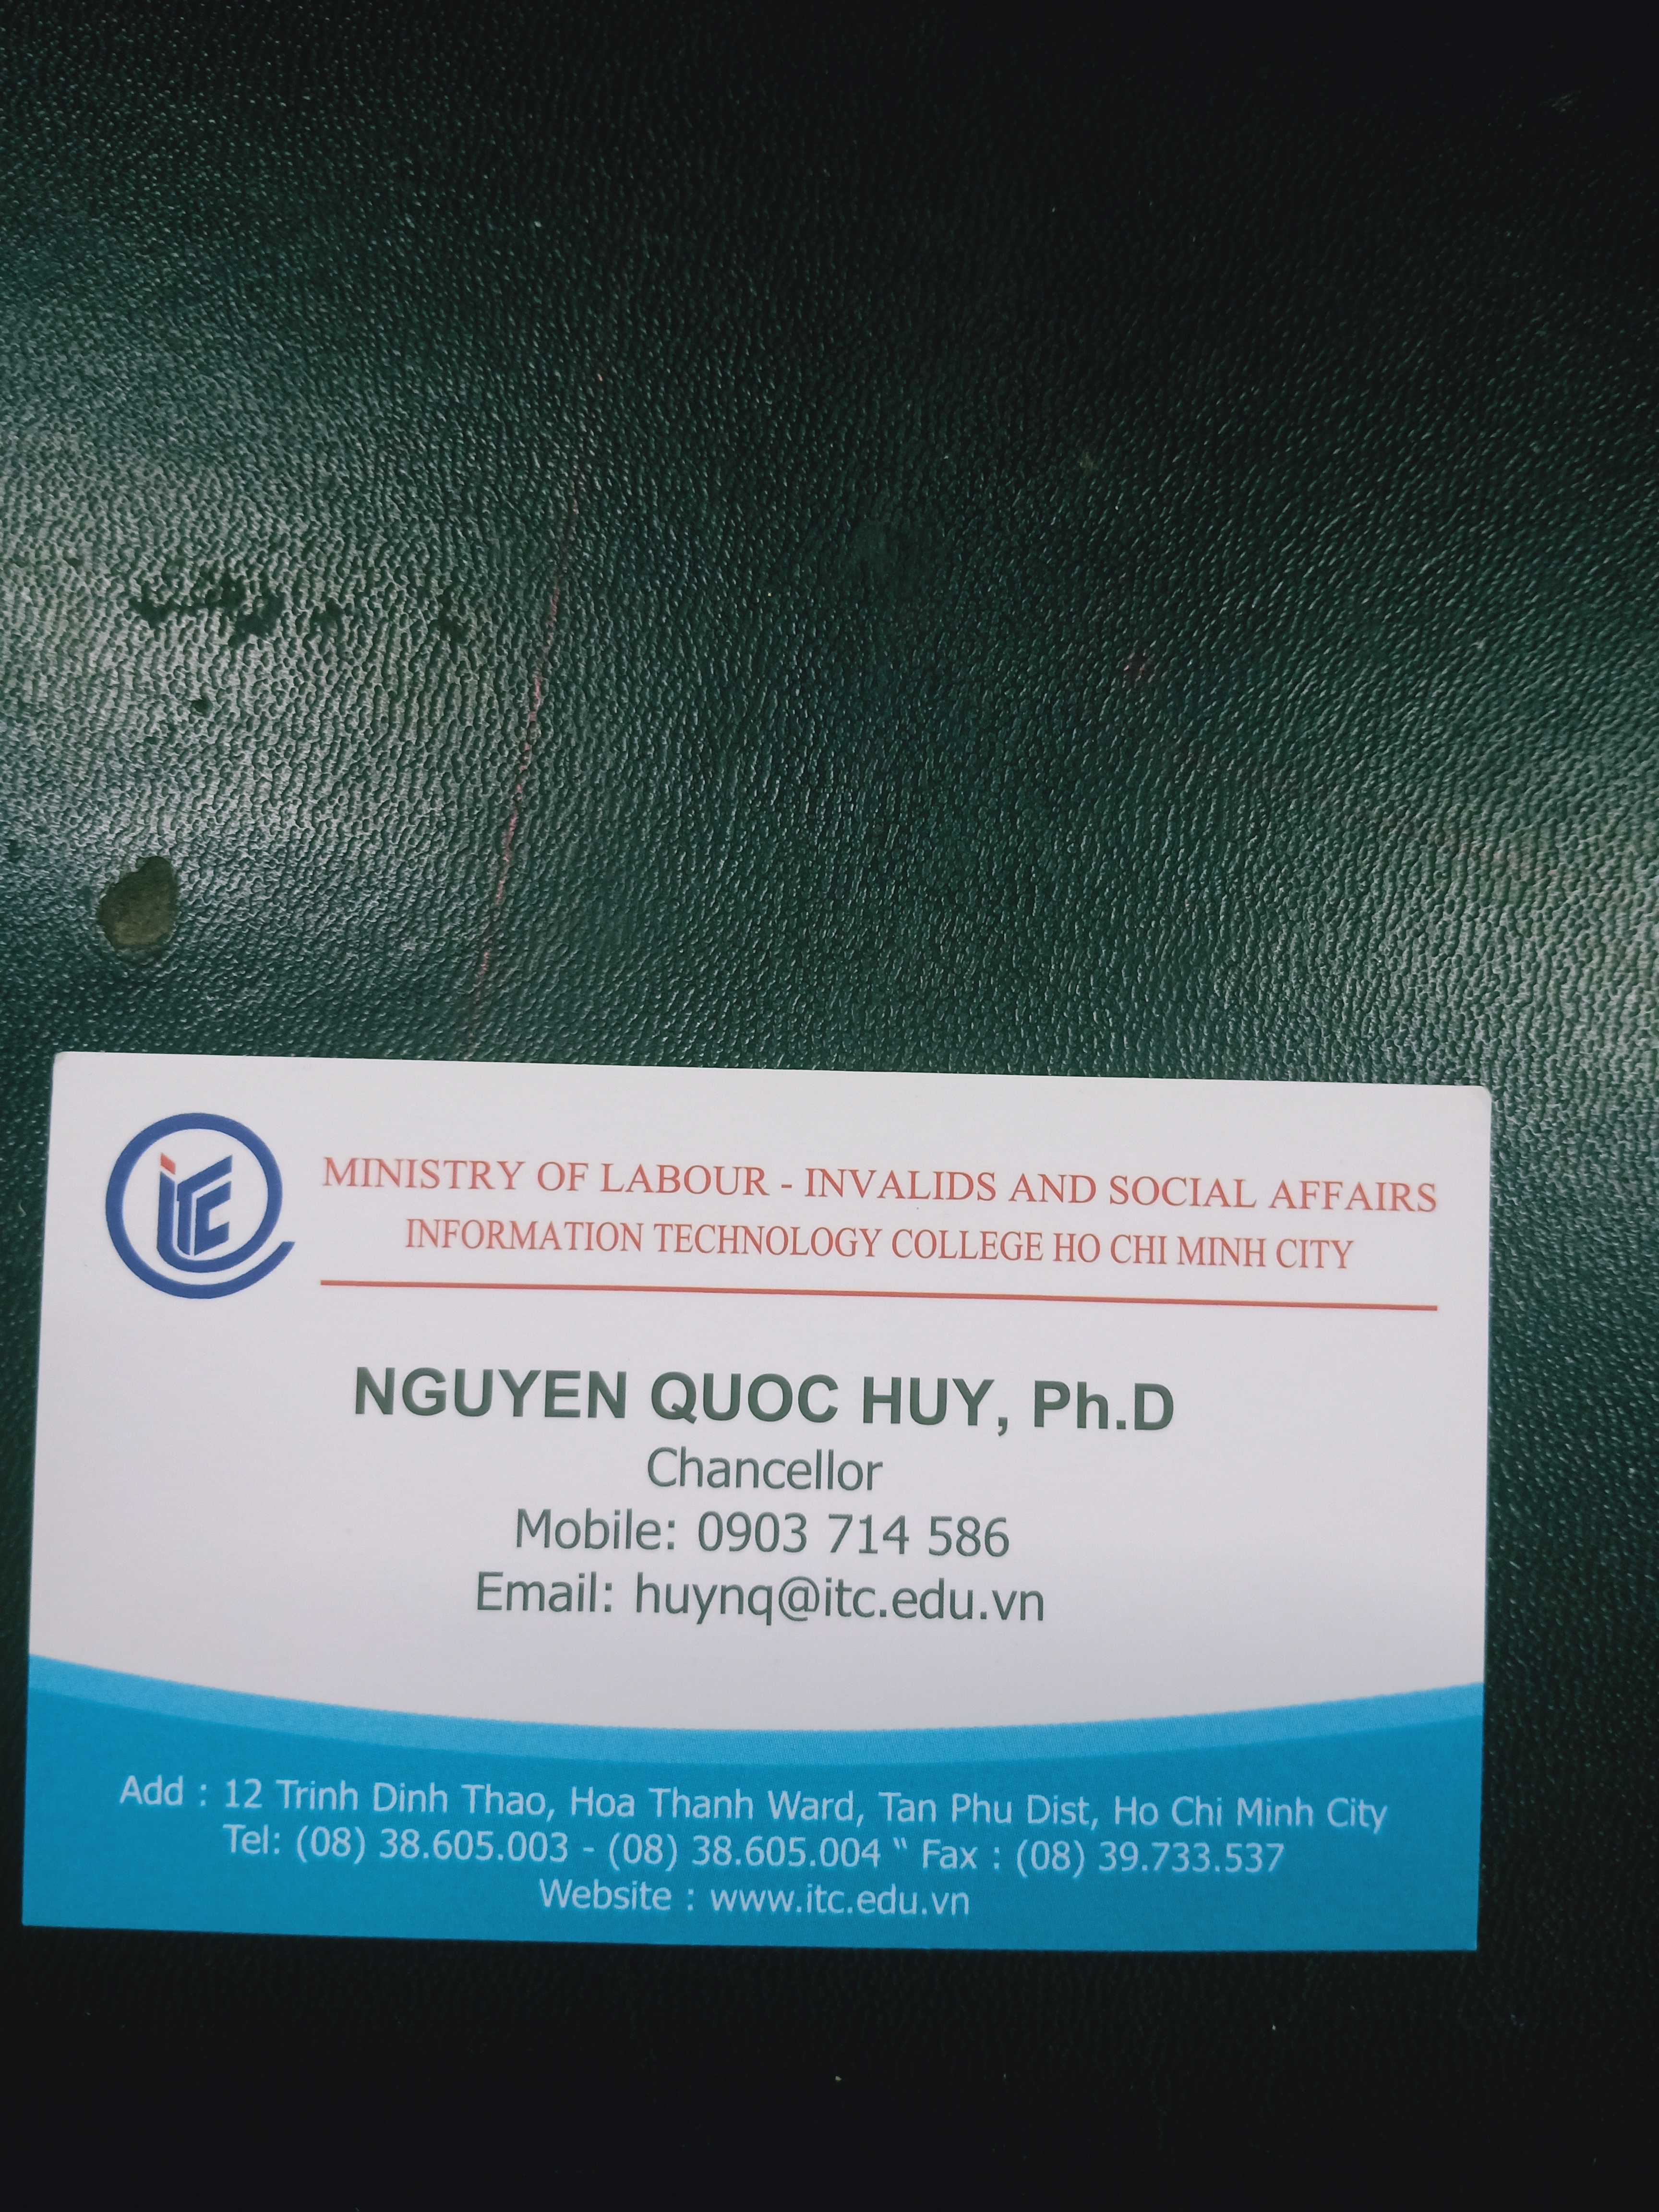 iTC
MINISTRY OF LABOUR - INVALIDS AND SOCIAL AFFAIRS
INFORMATION TECHNOLOGY COLLEGE HO CHI MINH CITY
NGUYEN QUOC HUY, Ph.D
Chancellor
Mobile: 0903 714 586
Email: huynq@itc.edu.vn
Add : 12 Trinh Dinh Thao, Hoa Thanh Ward, Tan Phu Dist, Ho Chi Minh City
Tel: (08) 38.605.003 - (08) 38.605.004 “ Fax : (08) 39.733.537
Website : www.itc.edu.vn